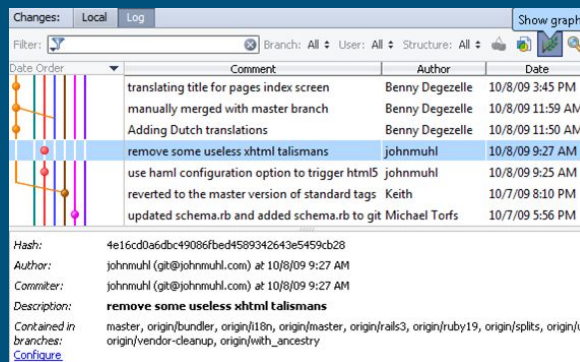 Changes: Local Log
Show graph
Filter: Branch: All User: All Structure: All
Date Order Comment Author Date
translating title for pages index screen Benny Degezelle 10/8/09 3:45 PM
manually merged with master branch Benny Degezelle 10/8/09 11:59 AM
Adding Dutch translations Benny Degezelle 10/8/09 11:50 AM
remove some useless xhtml talismans johnmuhl 10/8/09 9:27 AM
use haml configuration option to trigger html5 johnmuhl 10/8/09 9:25 AM
reverted to the master version of standard tags Keith 10/7/09 8:10 PM
updated schema.rb and added schema.rb to git Michael Torfs 10/7/09 5:56 PM
Hash: 4e16cd0a6dbc49086fbed4589342643e5459cb28
Author: johnmuhl (git@johnmuhl.com) at 10/8/09 9:27 AM
Commiter: johnmuhl (git@johnmuhl.com) at 10/8/09 9:27 AM
Description: remove some useless xhtml talismans
Contained in master, origin/bundler, origin/i18n, origin/master, origin/rails3, origin/ruby19, origin/splits,
branches: origin/vendor-cleanup, origin/with_ancestry
Configure